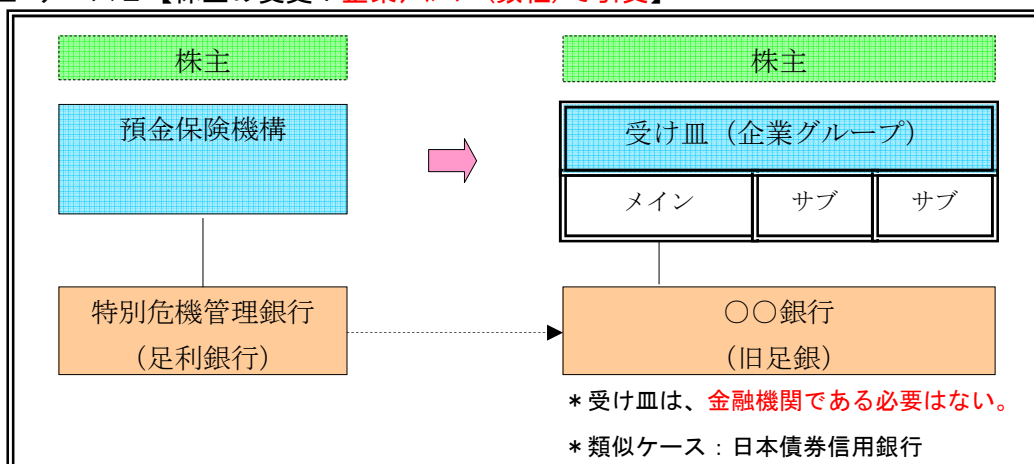 株主
株主
預金保険機構
受け皿（企業グループ）
メイン
サブ
サブ
特別危機管理銀行
（足利銀行）
○○銀行
（旧足銀）
＊受け皿は、金融機関である必要はない。
＊類似ケース：日本債券信用銀行